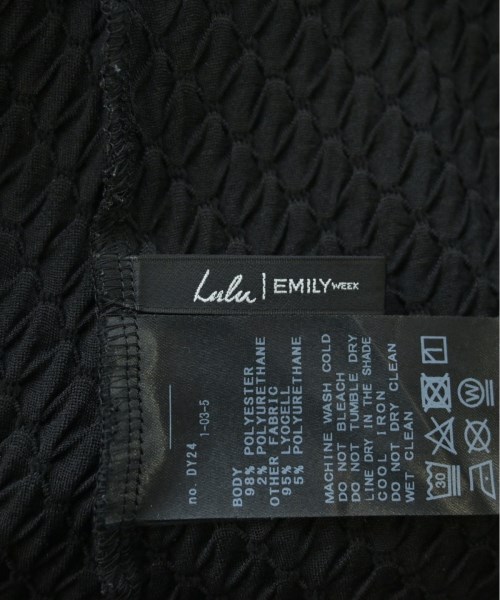 Lulu | EMILY WEEK
no. DY24 1-03-5
BODY
98% POLYESTER
2% POLYURETHANE
OTHER FABRIC
95% LYOCELL
5% POLYURETHANE
MACHINE WASH COLD
DO NOT BLEACH
DO NOT TUMBLE DRY
LINE DRY IN THE SHADE
COOL IRON
DO NOT DRY CLEAN
WET CLEAN
30
W